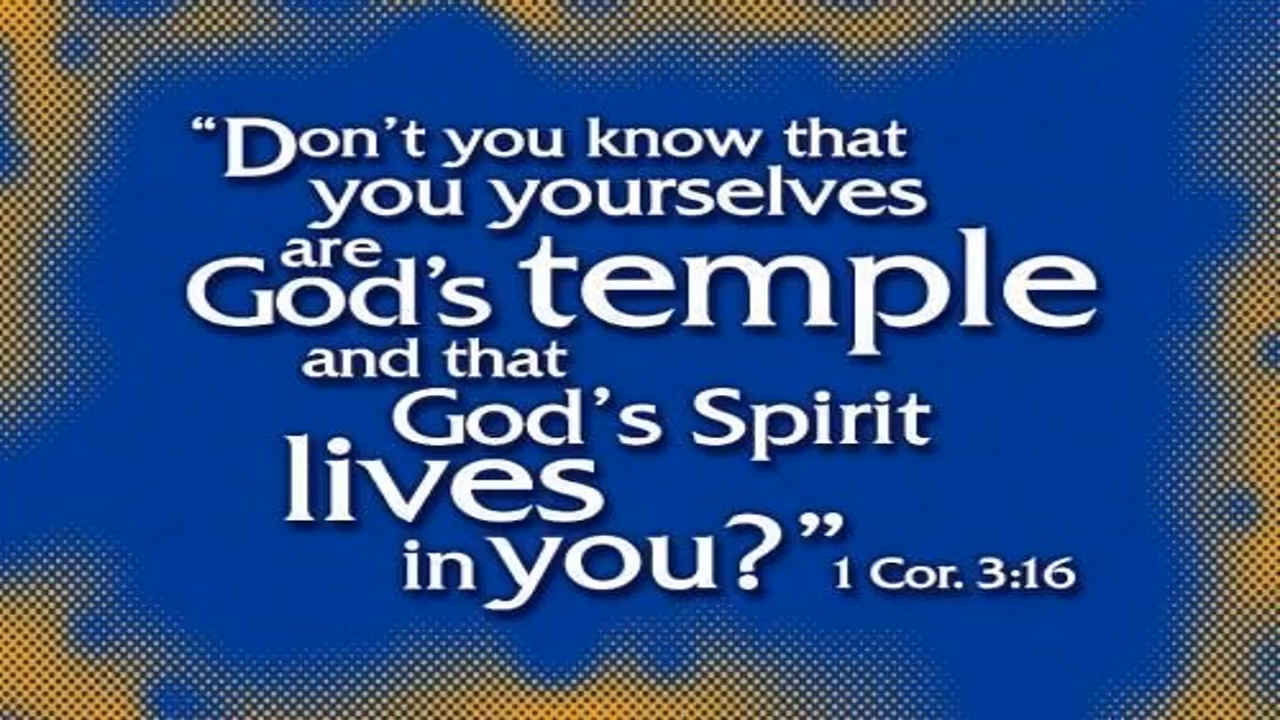 “Don’t you know that
you yourselves
are
God’s temple
and that
God’s Spirit
lives
in you?”
1 Cor. 3:16